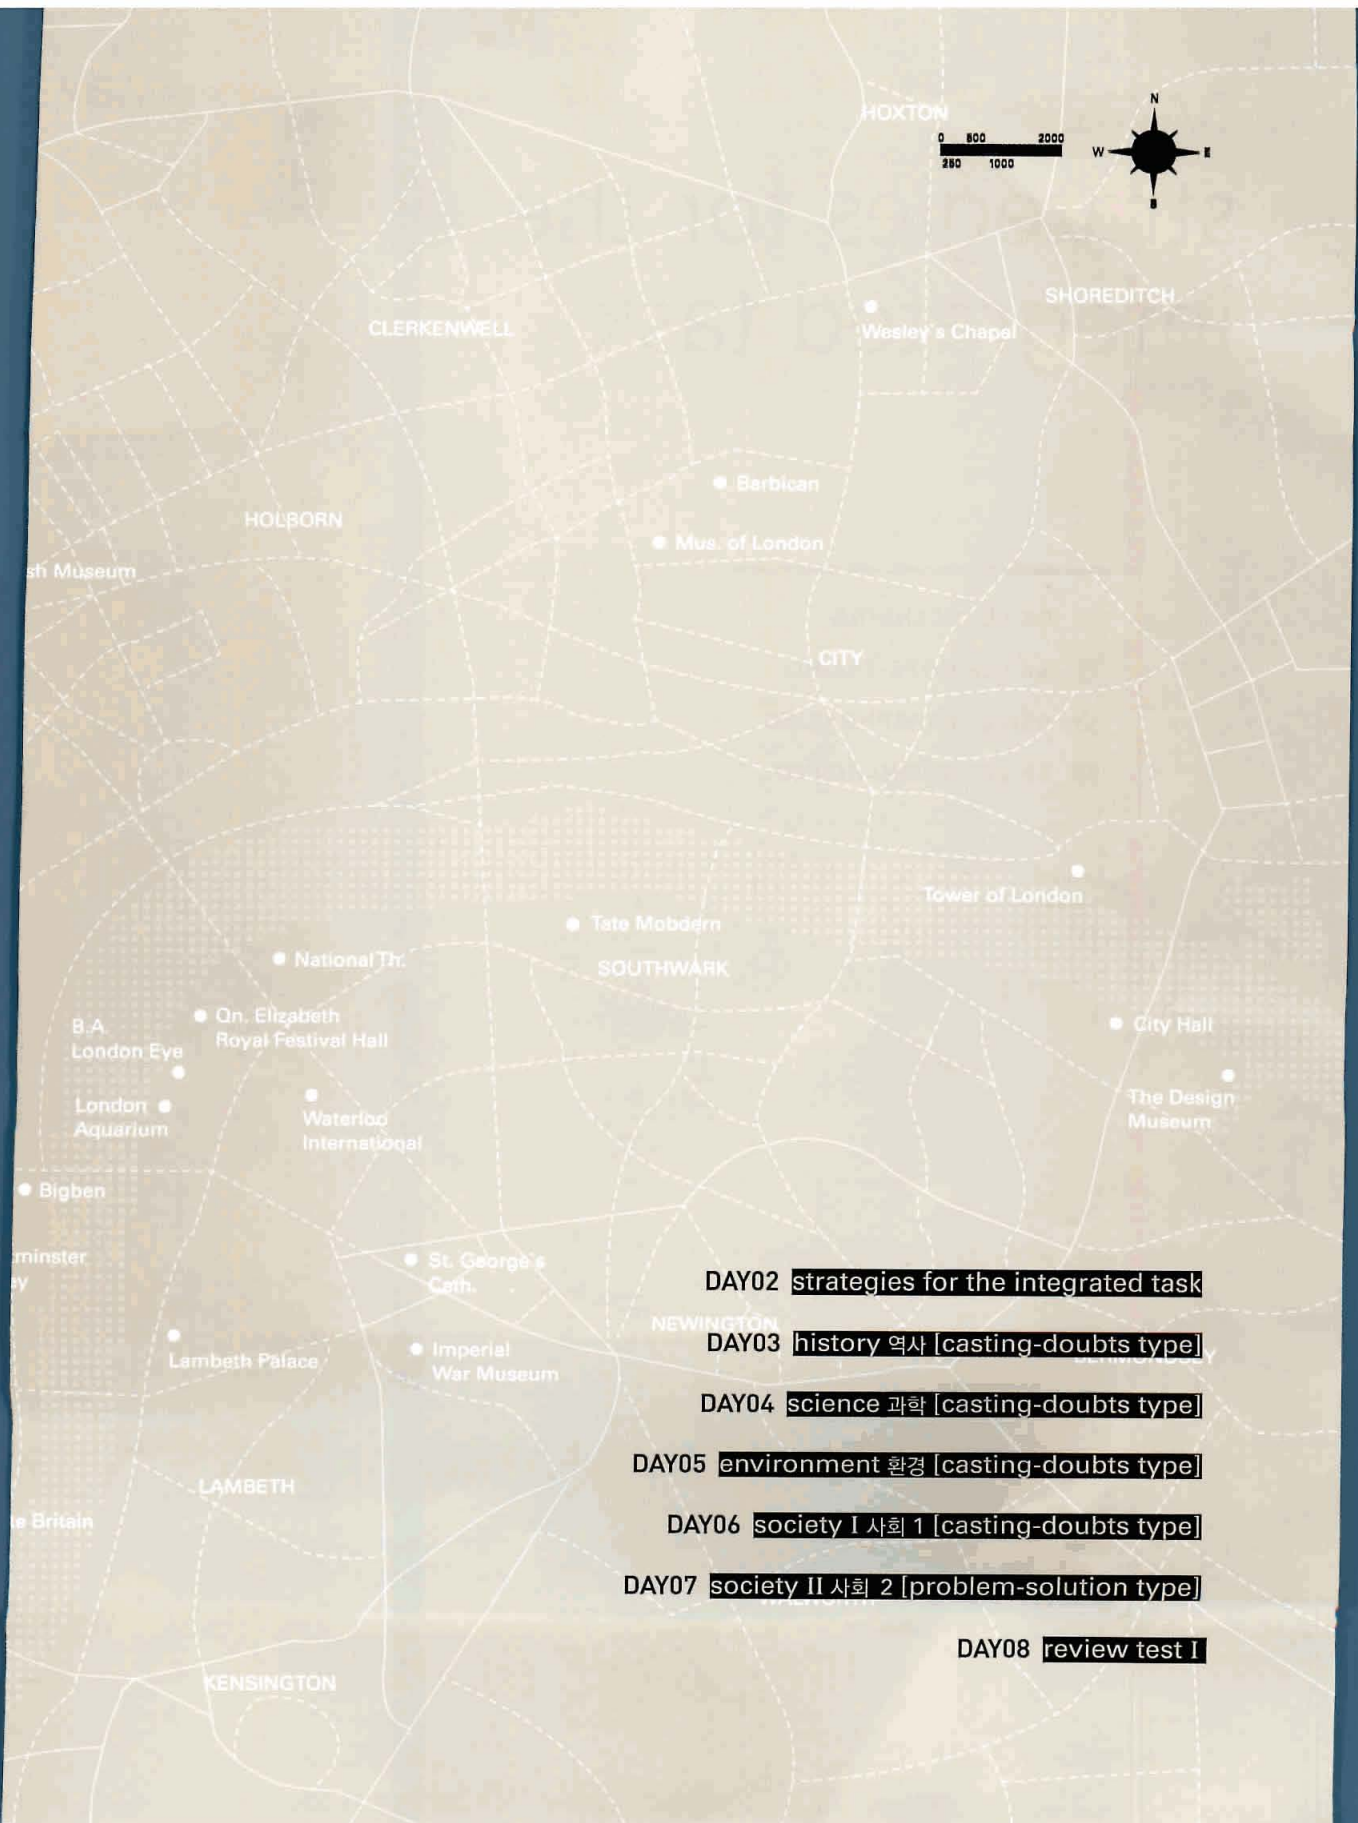 N
HOXTON
0 500 2000
W E
250 1000
S
SHOREDITCH
CLERKENWELL
Wesley's Chapel
Barbican
HOLBORN
Mus. of London
sh Museum
CITY
Tower of London
Tate Mobdern
National Th.
SOUTHWARK
Qn. Elizabeth
Royal Festival Hall
B.A.
London Eye
City Hall
London
Aquarium
Waterloo
International
The Design
Museum
Bigben
minster
ey
St. George's
Cath.
DAY02 strategies for the integrated task
NEWINGTON
DAY03 history 역사 [casting-doubts type]
Lambeth Palace
Imperial
War Museum
BERMONDSEY
DAY04 science 과학 [casting-doubts type]
DAY05 environment 환경 [casting-doubts type]
LAMBETH
te Britain
DAY06 society I 사회 1 [casting-doubts type]
DAY07 society II 사회 2 [problem-solution type]
WALWORTH
DAY08 review test I
KENSINGTON